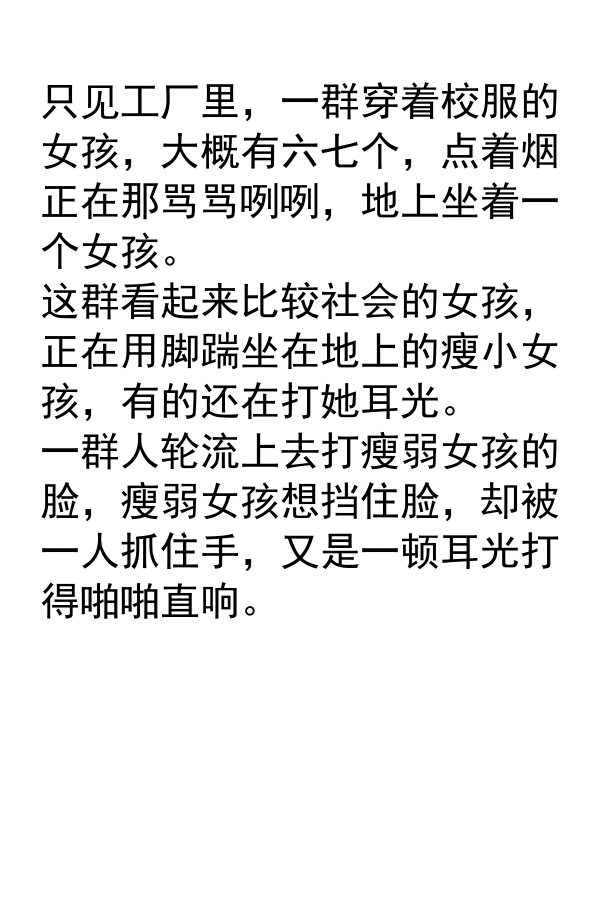 只见工厂里，一群穿着校服的
女孩，大概有六七个，点着烟
正在那骂骂咧咧，地上坐着一
个女孩。
这群看起来比较社会的女孩，
正在用脚踹坐在地上的瘦小女
孩，有的还在打她耳光。
一群人轮流上去打瘦弱女孩的
脸，瘦弱女孩想挡住脸，却被
一人抓住手，又是一顿耳光打
得啪啪直响。